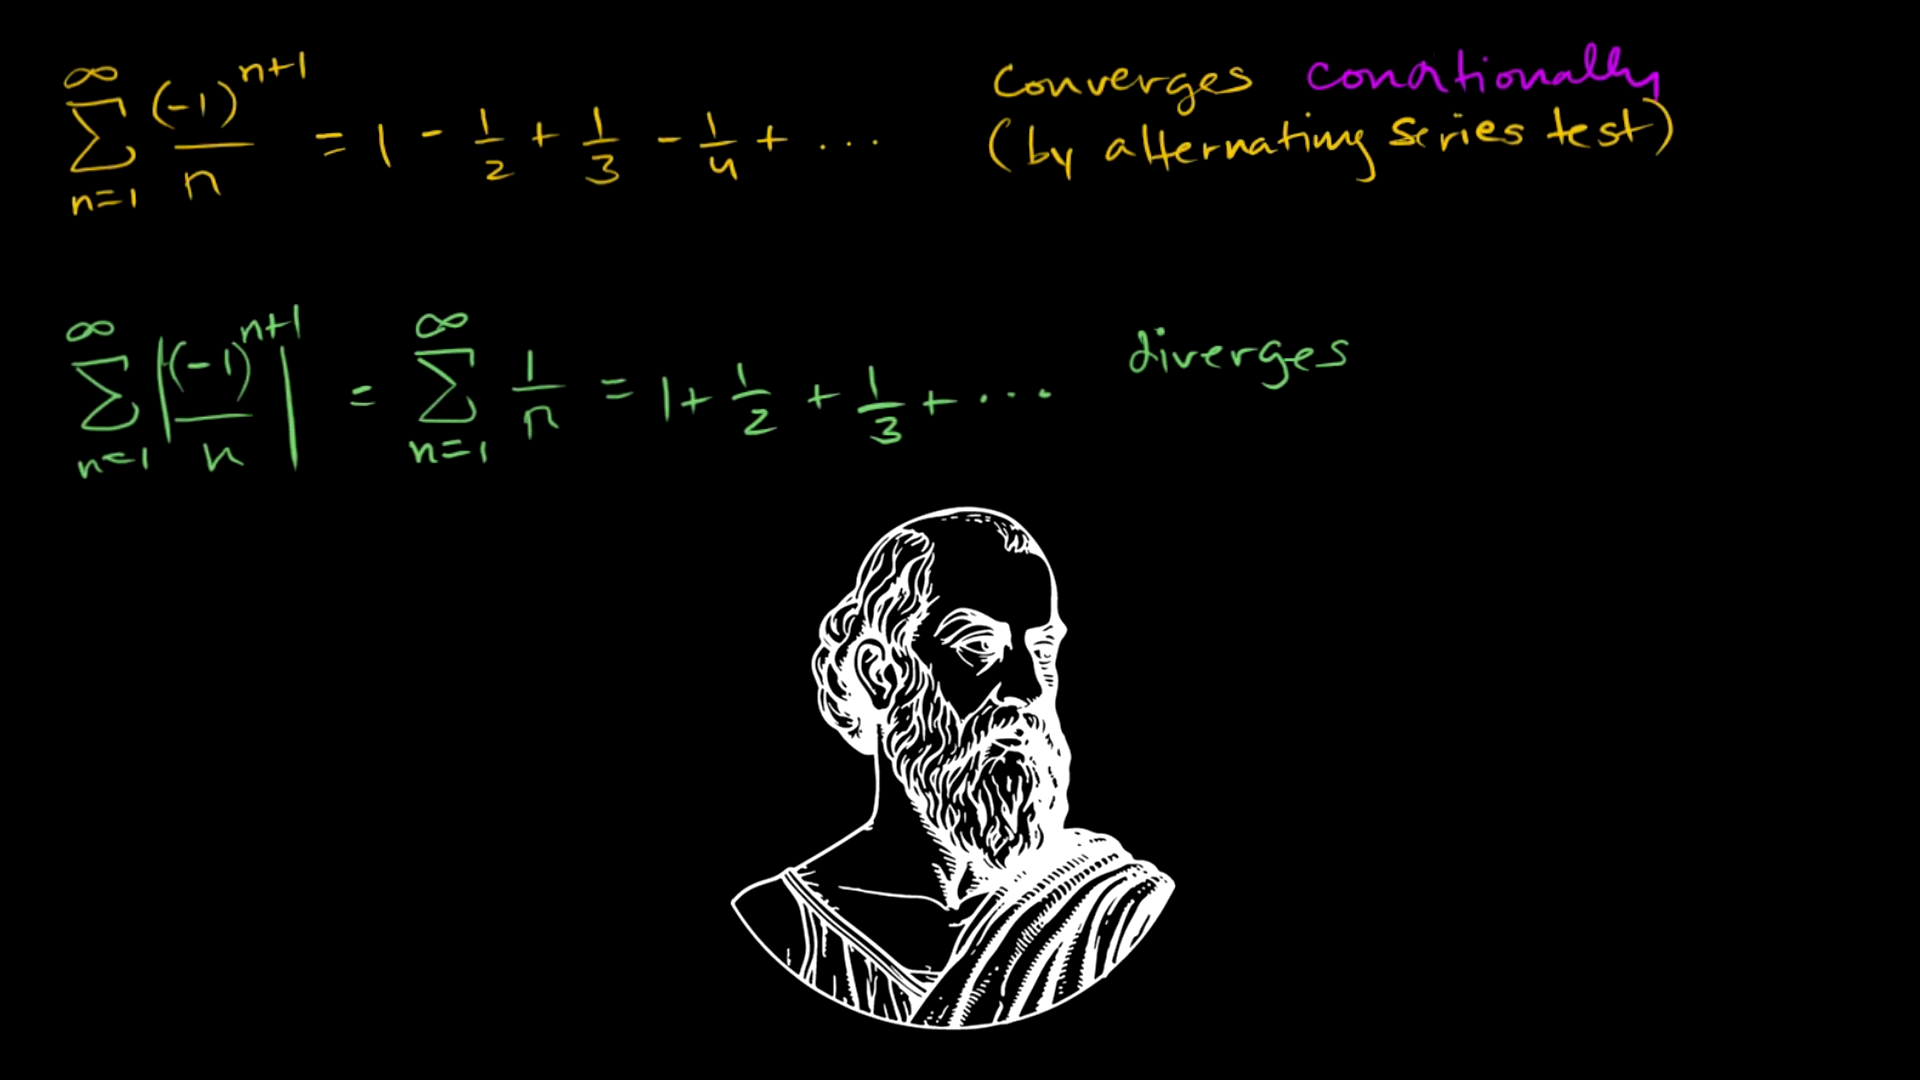 ∞ ∑ n=1 (-1)^{n+1}/n = 1 - 1/2 + 1/3 - 1/4 + ... Converges conditionally
(by alternating series test)
∞ ∑ n=1 |(-1)^{n+1}/n| = ∞ ∑ n=1 1/n = 1 + 1/2 + 1/3 + ... diverges